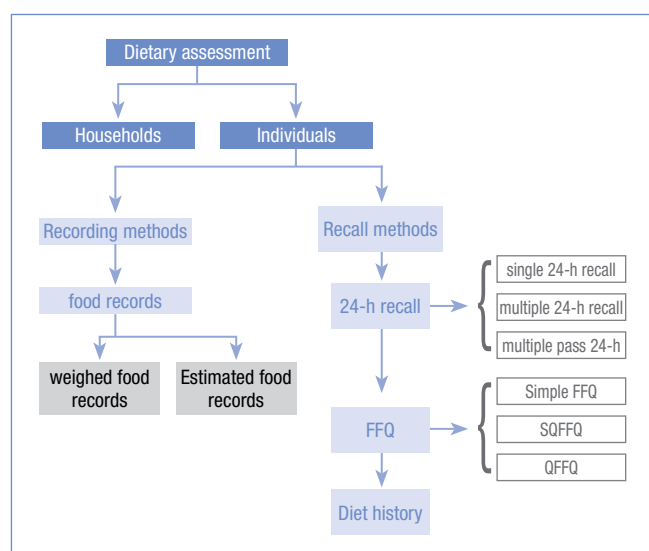 Dietary assessment
Households
Individuals
Recording methods
Recall methods
food records
24-h recall
single 24-h recall
multiple 24-h recall
multiple pass 24-h
weighed food
records
Estimated food
records
FFQ
Simple FFQ
SQFFQ
QFFQ
Diet history